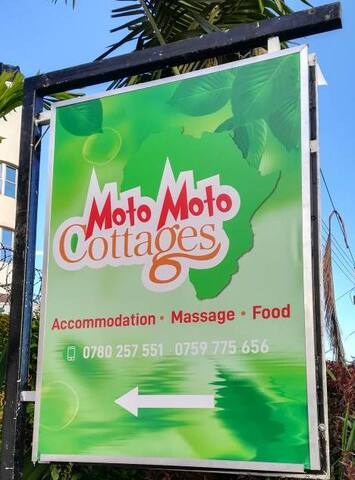 Moto Moto
Cottages
Accommodation • Massage • Food
0780 257 551 0759 775 656